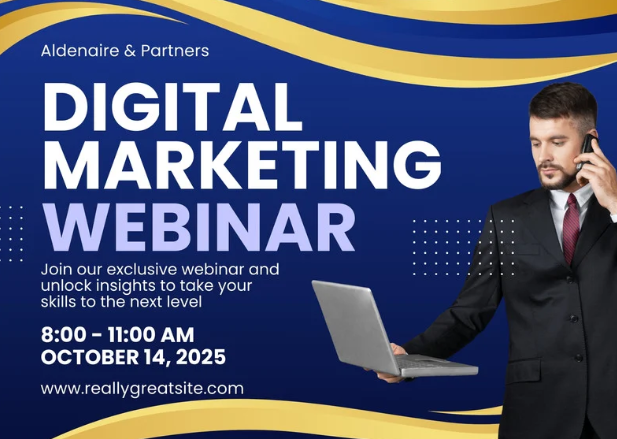 Aldenaire & Partners
DIGITAL
MARKETING
WEBINAR
Join our exclusive webinar and
unlock insights to take your
skills to the next level
8:00 - 11:00 AM
OCTOBER 14, 2025
www.reallygreatsite.com